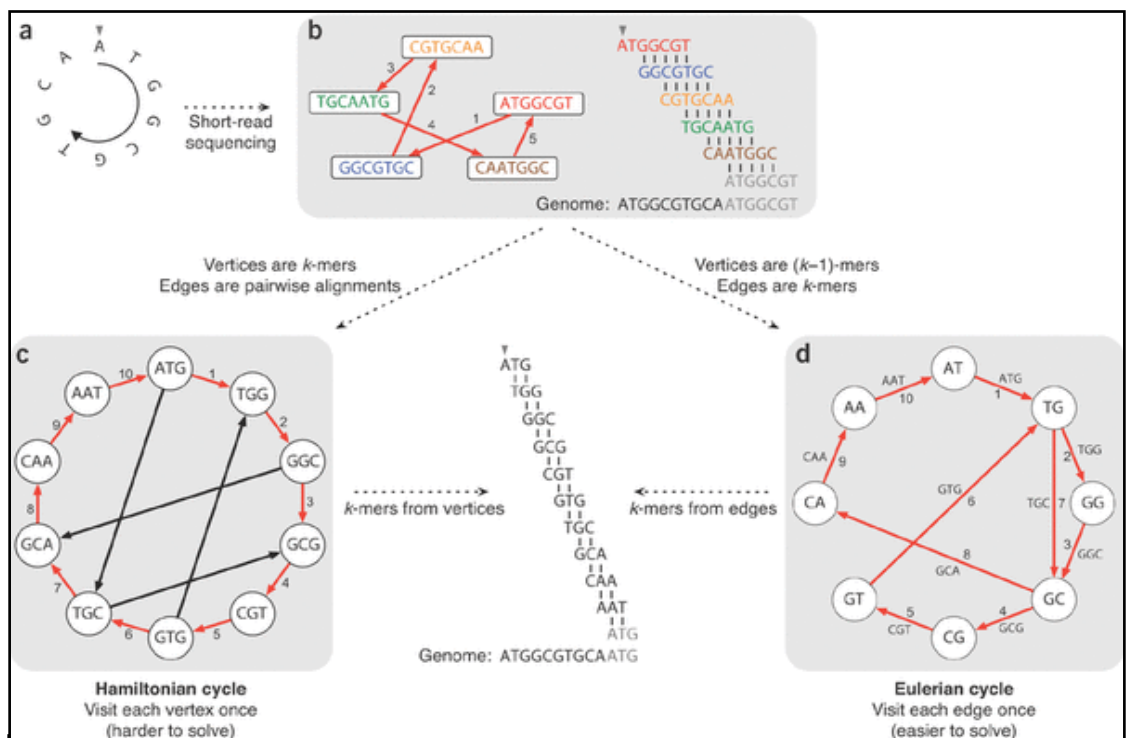 a
A
T
G
G
C
G
T
G
C
A
Short-read
sequencing
b
CGTGCAA
3
TGCAATG
2
ATGGCGT
1
4
5
GGCGTGC
CAATGGC
ATGGCGT
GGCGTGC
CGTGCAA
TGCAATG
CAATGGC
ATGGCGT
Genome: ATGGCGTGCAATGGCGT
Vertices are k-mers
Edges are pairwise alignments
Vertices are (k–1)-mers
Edges are k-mers
c
ATG
1
TGG
2
GGC
3
GCG
4
CGT
5
GTG
6
TGC
7
GCA
8
CAA
9
AAT
10
Hamiltonian cycle
Visit each vertex once
(harder to solve)
k-mers from vertices
ATG
TGG
GGC
GCG
CGT
GTG
TGC
GCA
CAA
AAT
ATG
Genome: ATGGCGTGCAATG
k-mers from edges
d
AT
ATG
1
TG
TGG
2
GG
3
GGC
GC
4
GCG
CG
5
CGT
GT
GTG
6
TGC
7
8
GCA
CA
CAA
9
AA
AAT
10
Eulerian cycle
Visit each edge once
(easier to solve)